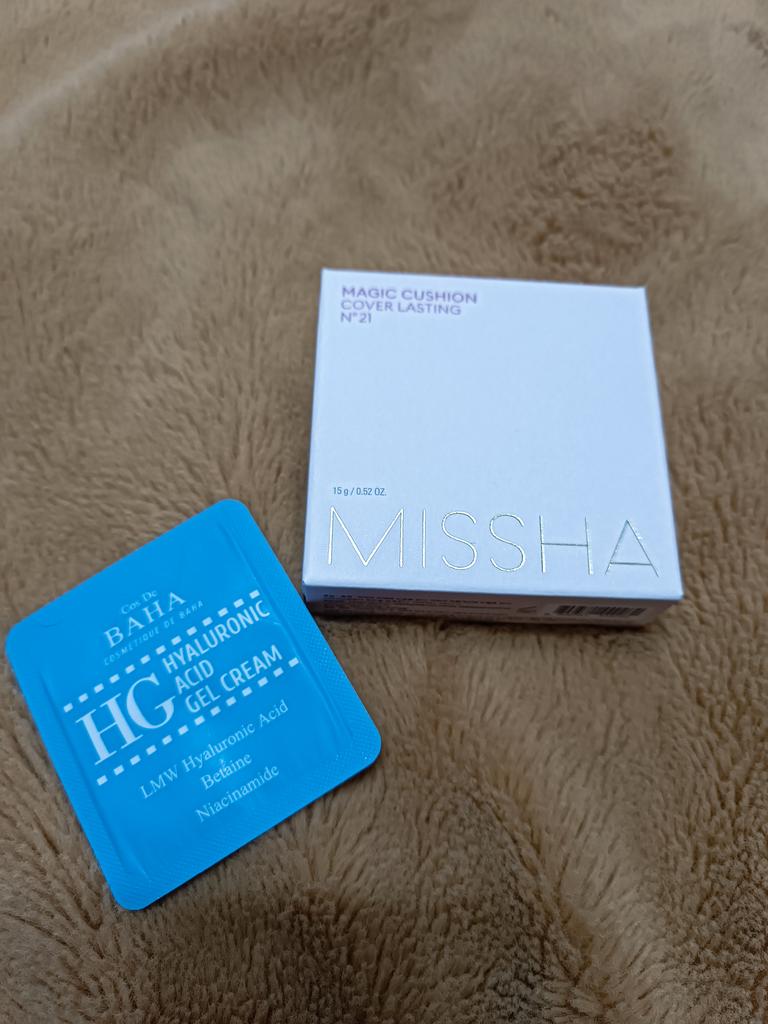 MAGIC CUSHION
COVER LASTING
N°21
15 g / 0.52 OZ.
MISSHA
Cos De
BAHA
COSMETIQUE DE BAHA
HG
HYALURONIC
ACID
GEL CREAM
LMW Hyaluronic Acid
Betaine
Niacinamide